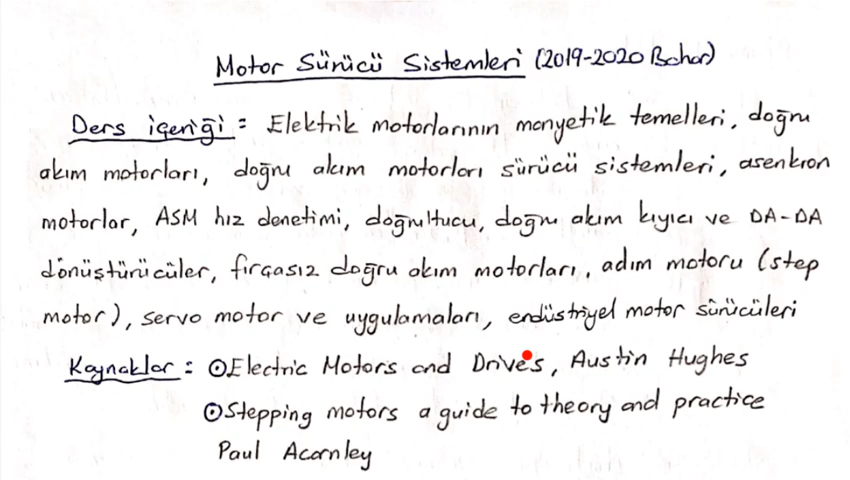 Motor Sürücü Sistemleri (2019-2020 Bahar)
Ders içeriği = Elektrik motorlarının manyetik temelleri, doğru
akım motorları, doğru akım motorları sürücü sistemleri, asenkron
motorlar, ASM hız denetimi, doğrultucu, doğru akım kıyıcı ve DA-DA
dönüştürücüler, fırçasız doğru akım motorları, adım motoru (step
motor), servo motor ve uygulamaları, endüstriyel motor sürücüleri
Kaynaklar = ⊙Electric Motors and Drives, Austin Hughes
⊙Stepping motors a guide to theory and practice
Paul Acarnley